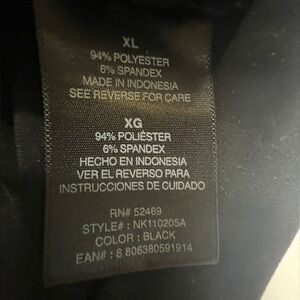 XL
94% POLYESTER
6% SPANDEX
MADE IN INDONESIA
SEE REVERSE FOR CARE
XG
94% POLIÉSTER
6% SPANDEX
HECHO EN INDONESIA
VER EL REVERSO PARA
INSTRUCCIONES DE CUIDADO
RN# 52469
STYLE# : NK110205A
COLOR : BLACK
EAN# : 8 806380591914